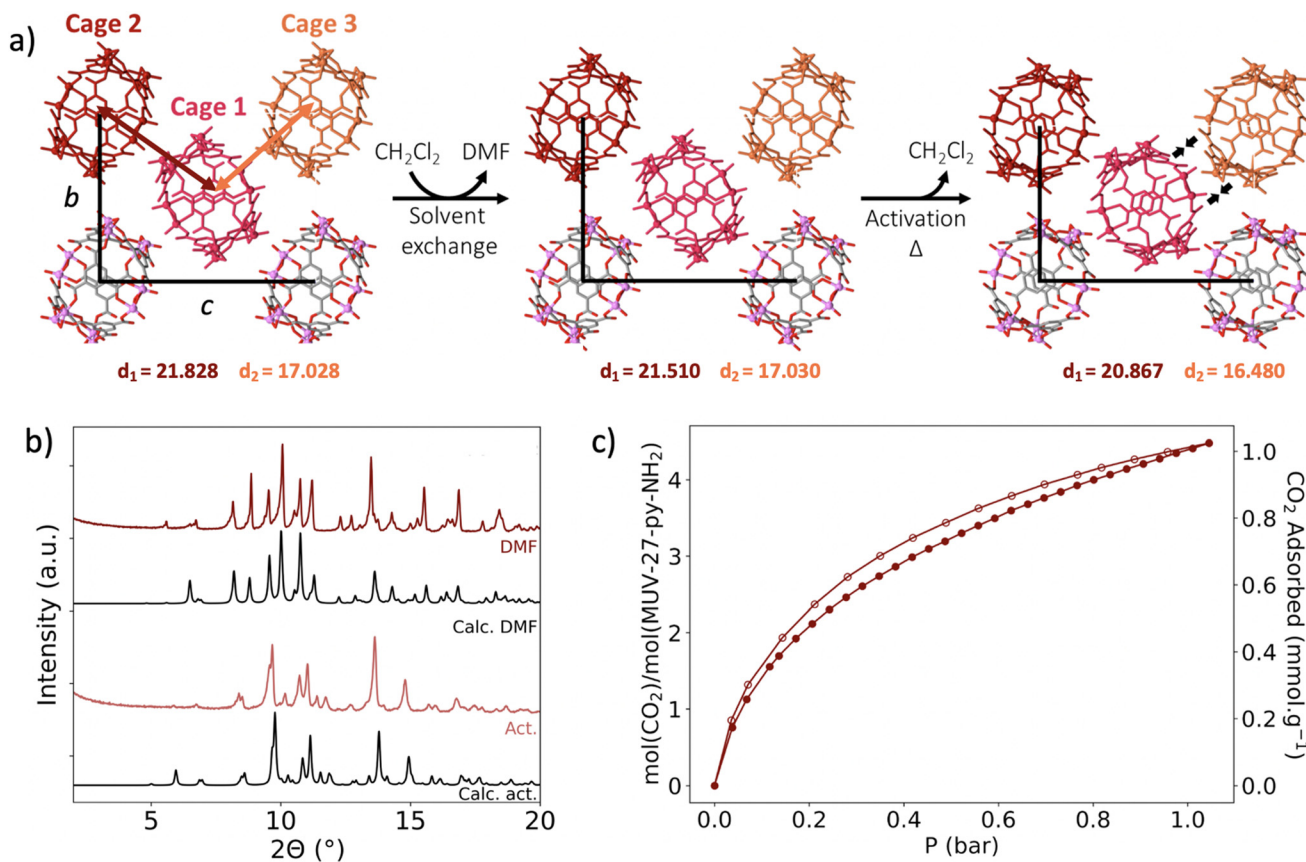 a)
Cage 2
Cage 3
Cage 1
b
c
CH₂Cl₂ DMF
Solvent
exchange
CH₂Cl₂
Activation
Δ
d₁ = 21.828 d₂ = 17.028
d₁ = 21.510 d₂ = 17.030
d₁ = 20.867 d₂ = 16.480
b)
Intensity (a.u.)
DMF
Calc. DMF
Act.
Calc. act.
5 10 15 20
2Θ (°)
c)
mol(CO₂)/mol(MUV-27-py-NH₂)
4
3
2
1
0
0.0 0.2 0.4 0.6 0.8 1.0
P (bar)
1.0
0.8
0.6
0.4
0.2
0.0
CO₂ Adsorbed (mmol.g⁻¹)